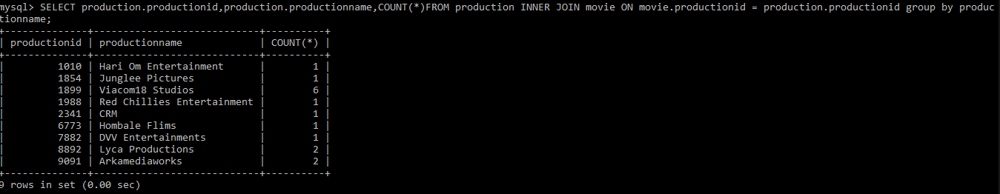 mysql> SELECT production.productionid,production.productionname,COUNT(*)FROM production INNER JOIN movie ON movie.productionid = production.productionid group by produc
tionname;
+--------------+----------------------------+----------+
| productionid | productionname             | COUNT(*) |
+--------------+----------------------------+----------+
|         1010 | Hari Om Entertainment      |        1 |
|         1854 | Junglee Pictures           |        1 |
|         1899 | Viacom18 Studios           |        6 |
|         1988 | Red Chillies Entertainment |        1 |
|         2341 | CRM                        |        1 |
|         6773 | Hombale Flims              |        1 |
|         7882 | DVV Entertainments         |        1 |
|         8892 | Lyca Productions           |        2 |
|         9091 | Arkamediaworks             |        2 |
+--------------+----------------------------+----------+
9 rows in set (0.00 sec)